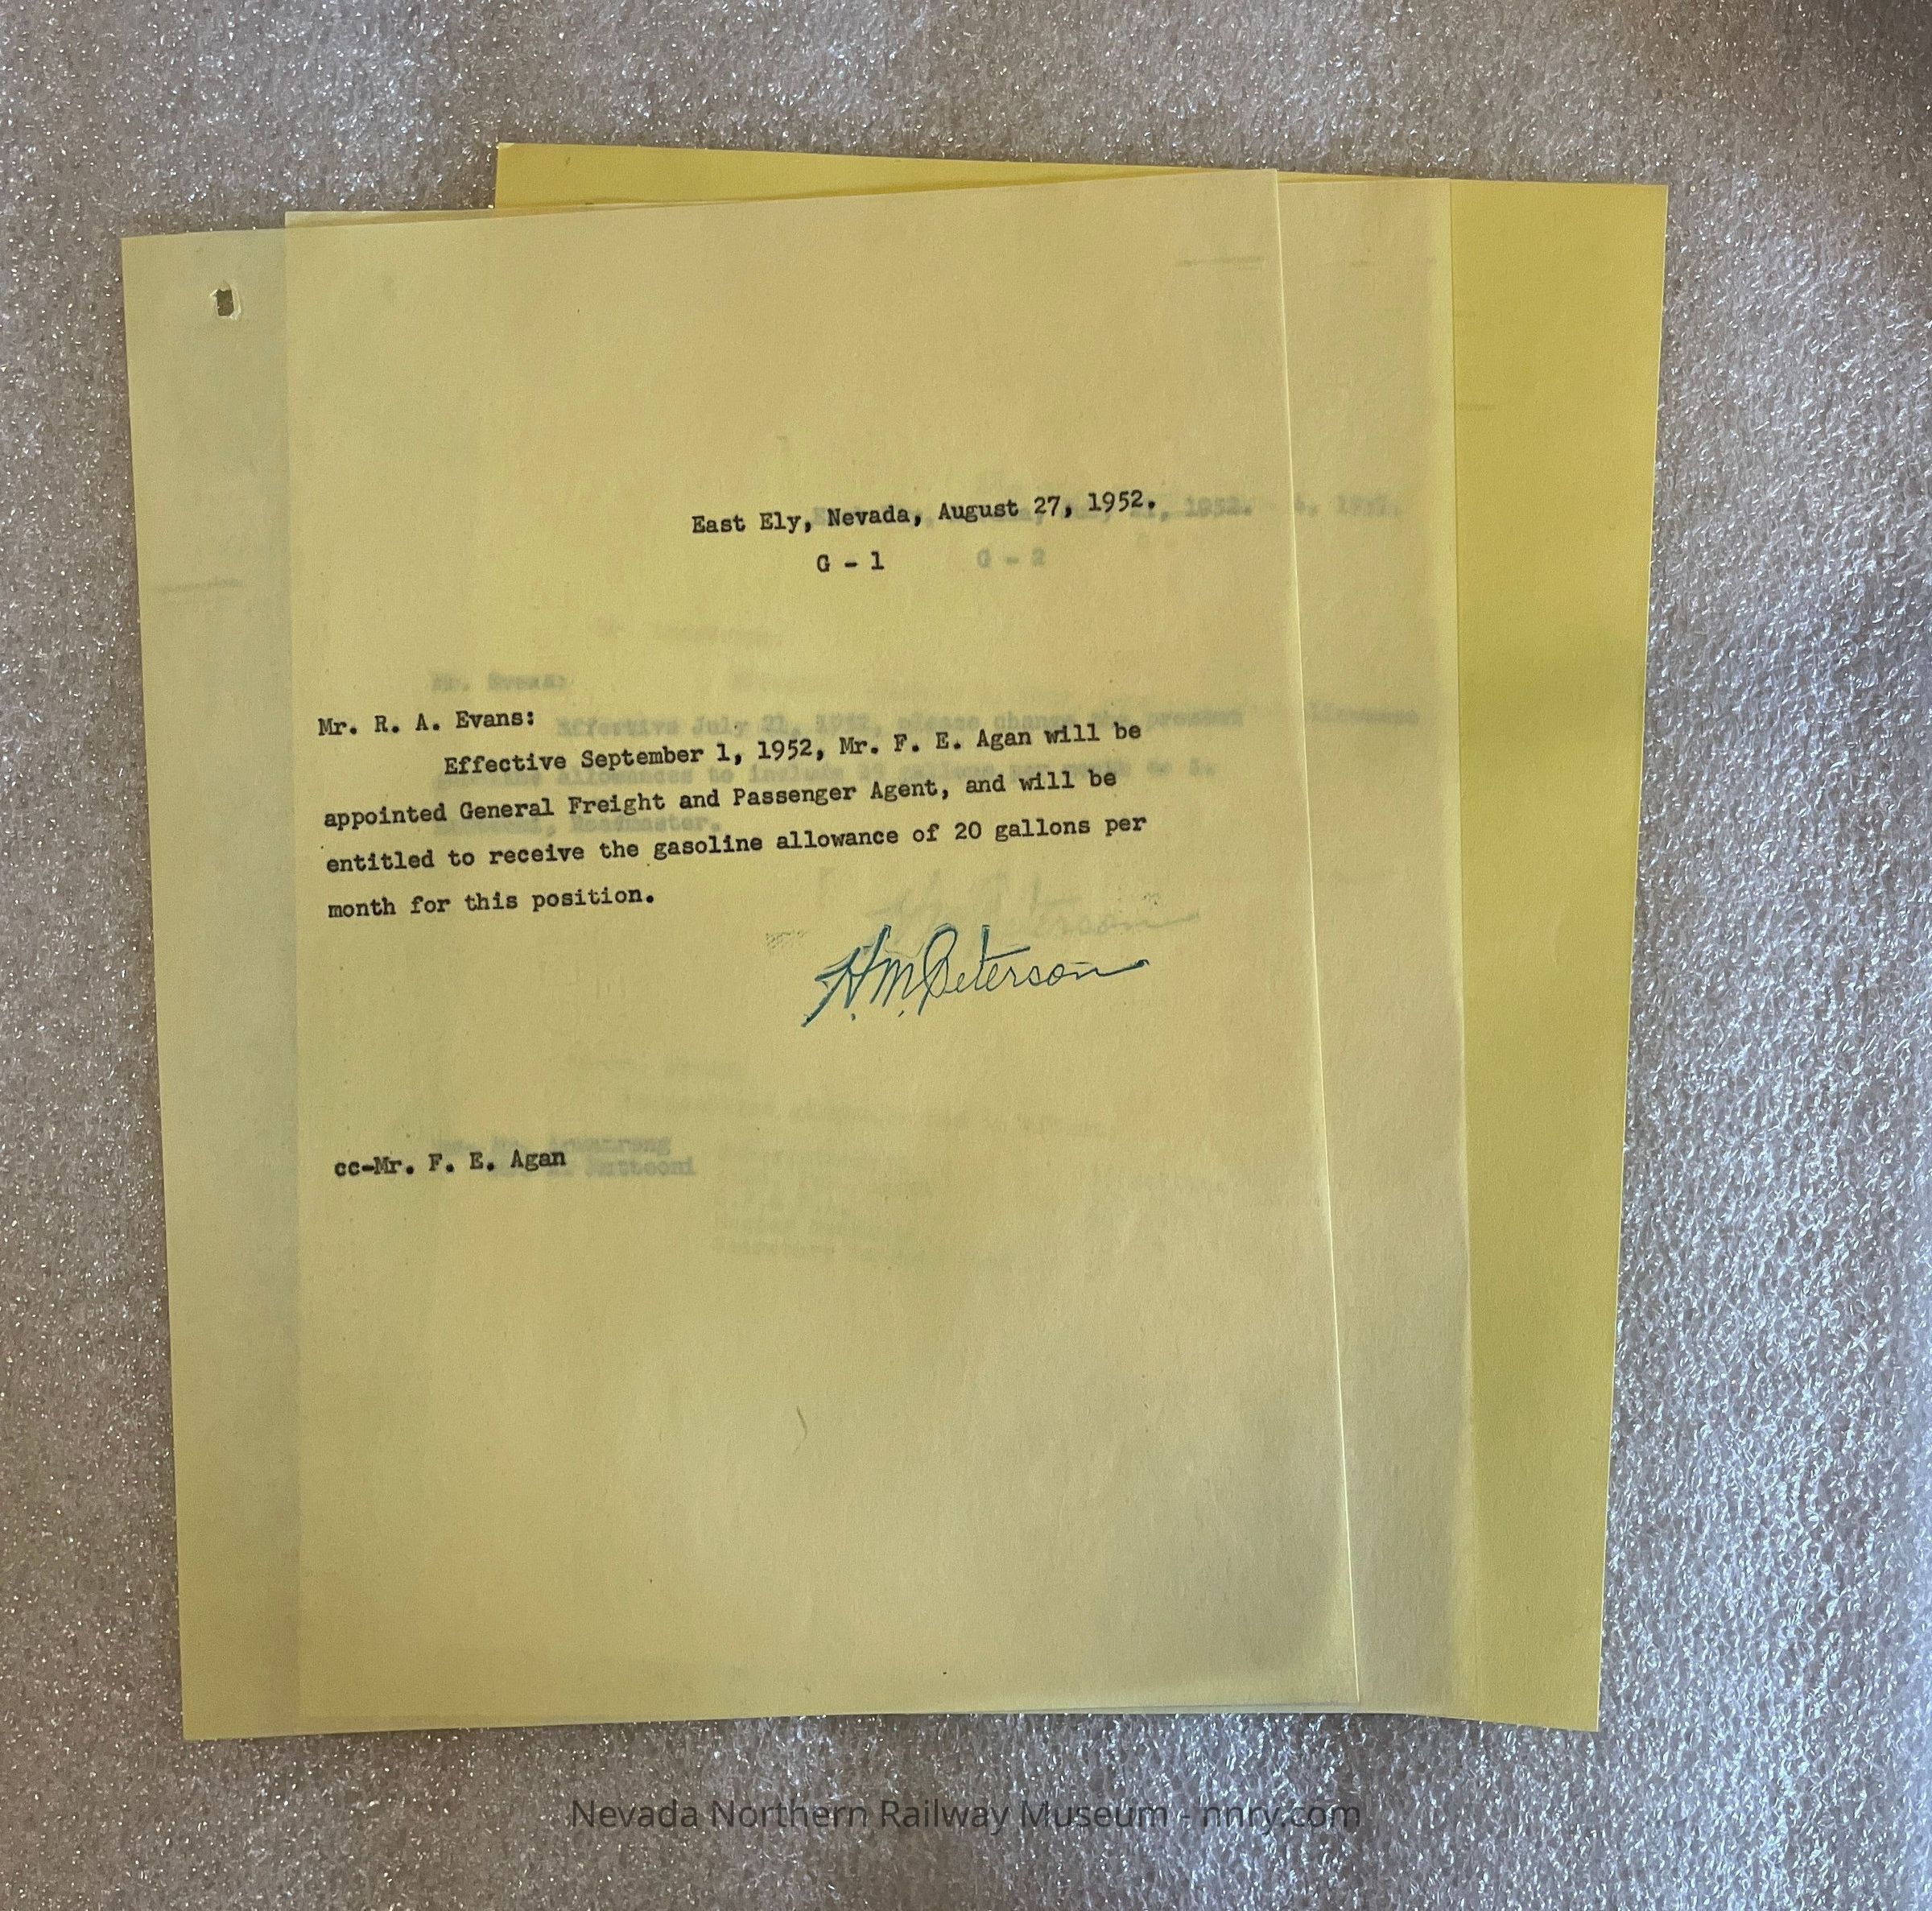 East Ely, Nevada, August 27, 1952.
G - 1
G - 2
Mr. R. A. Evans:
Effective September 1, 1952, Mr. F. E. Agan will be
appointed General Freight and Passenger Agent, and will be
entitled to receive the gasoline allowance of 20 gallons per
month for this position.
H. M. Peterson
cc-Mr. F. E. Agan
Nevada Northern Railway Museum - nnry.com